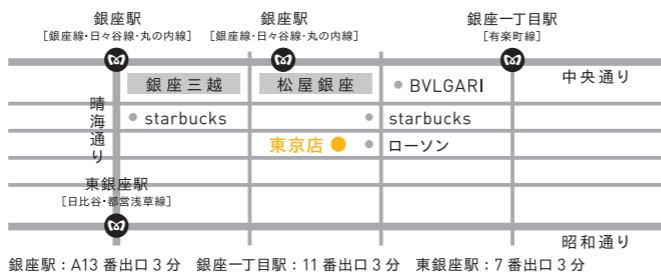 銀座駅
［銀座線・日々谷線・丸の内線］
銀座駅
［銀座線・日々谷線・丸の内線］
銀座一丁目駅
［有楽町線］
中央通り
銀座三越
松屋銀座
BVLGARI
晴海通り
starbucks
starbucks
東京店
ローソン
東銀座駅
［日比谷・都営浅草線］
昭和通り
銀座駅：A13番出口3分 銀座一丁目駅：11番出口3分 東銀座駅：7番出口3分